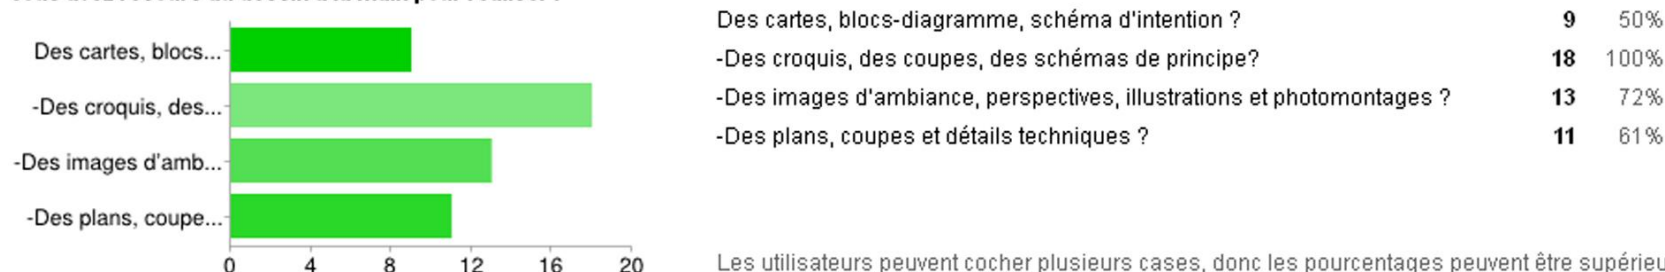 Des cartes, blocs...
-Des croquis, des...
-Des images d'amb...
-Des plans, coupe...
0 4 8 12 16 20
Des cartes, blocs-diagramme, schéma d'intention ? 9 50%
-Des croquis, des coupes, des schémas de principe? 18 100%
-Des images d'ambiance, perspectives, illustrations et photomontages ? 13 72%
-Des plans, coupes et détails techniques ? 11 61%
Les utilisateurs peuvent cocher plusieurs cases, donc les pourcentages peuvent être